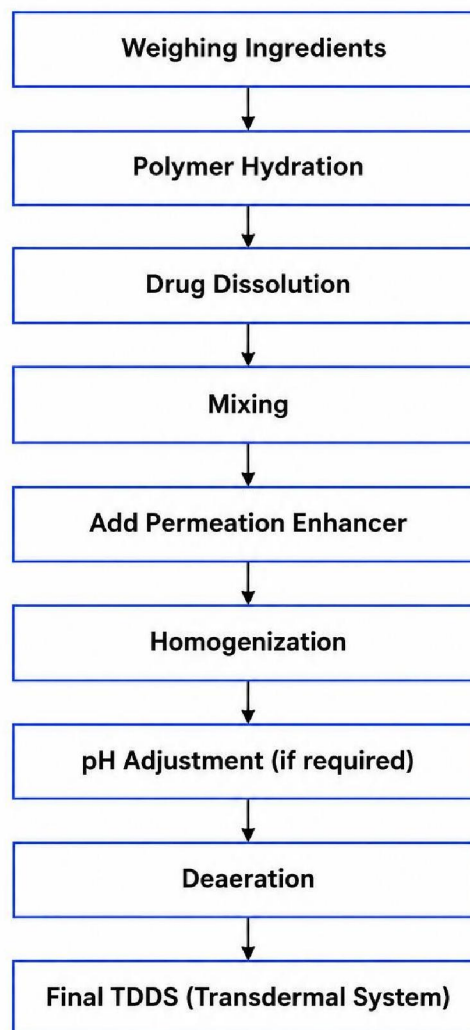 Weighing Ingredients
Polymer Hydration
Drug Dissolution
Mixing
Add Permeation Enhancer
Homogenization
pH Adjustment (if required)
Deaeration
Final TDDS (Transdermal System)